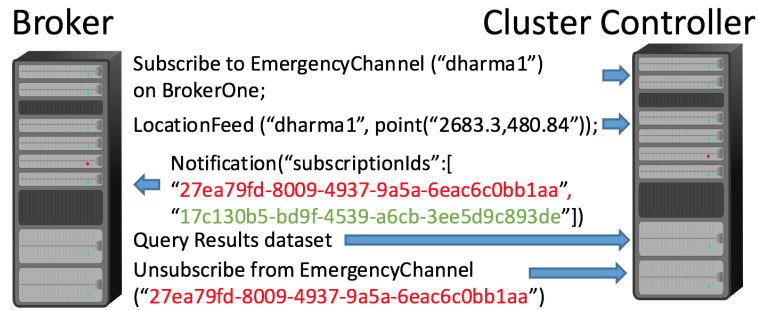 Broker
Cluster Controller
Subscribe to EmergencyChannel (“dharma1”)
on BrokerOne;
LocationFeed (“dharma1”, point(“2683.3,480.84”));
Notification(“subscriptionIds”:[
“27ea79fd-8009-4937-9a5a-6eac6c0bb1aa”,
“17c130b5-bd9f-4539-a6cb-3ee5d9c893de”])
Query Results dataset
Unsubscribe from EmergencyChannel
(“27ea79fd-8009-4937-9a5a-6eac6c0bb1aa”)